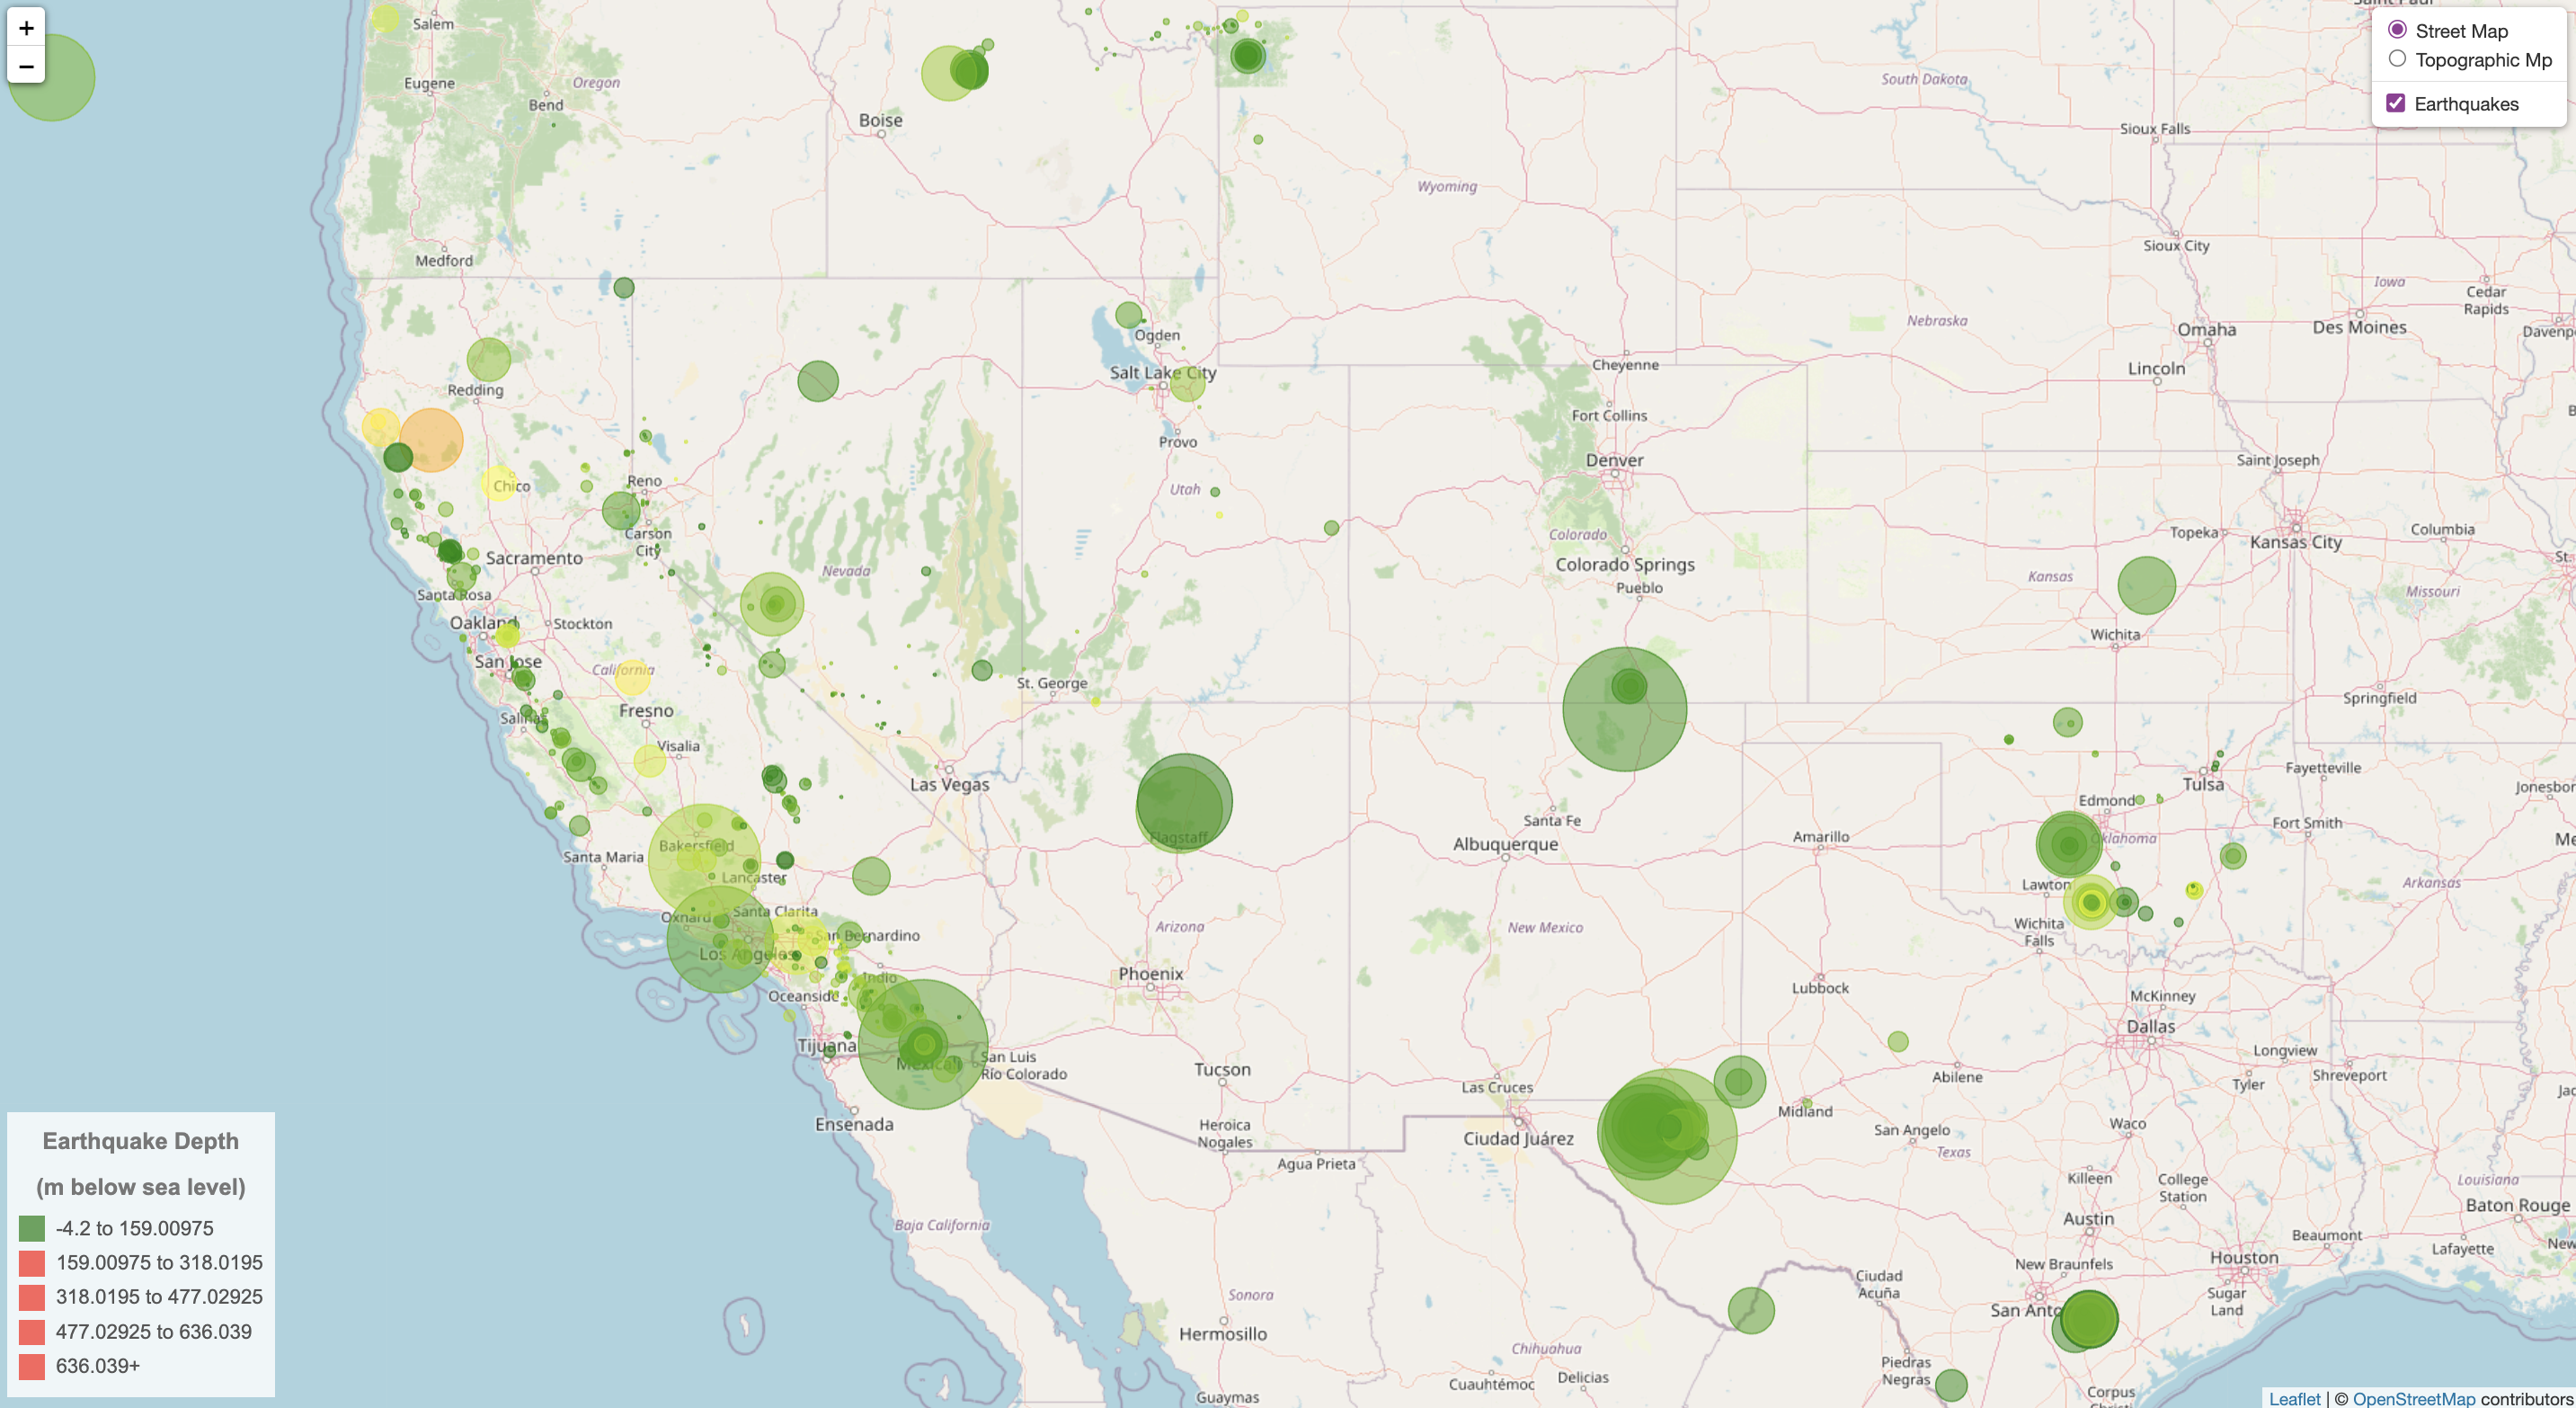 +
−
Street Map
Topographic Mp
Earthquakes
Salem
Eugene
Oregon
Bend
Boise
South Dakota
Sioux Falls
Wyoming
Medford
Sioux City
Iowa
Cedar
Rapids
Nebraska
Omaha
Des Moines
Ogden
Salt Lake City
Cheyenne
Lincoln
Redding
Fort Collins
Provo
Denver
Saint Joseph
Chico
Reno
Utah
Carson
City
Colorado
Topeka
Kansas City
Columbia
Sacramento
Nevada
Colorado Springs
Pueblo
Kansas
Missouri
Santa Rosa
Oakland
Stockton
Wichita
San Jose
California
St. George
Springfield
Salinas
Fresno
Visalia
Las Vegas
Tulsa
Fayetteville
Edmond
Santa Fe
Flagstaff
Amarillo
Oklahoma
Fort Smith
Albuquerque
Bakersfield
Santa Maria
Lancaster
Lawton
Arkansas
Oxnard
Santa Clarita
San Bernardino
Arizona
New Mexico
Wichita
Falls
Los Angeles
Indio
Phoenix
Lubbock
Oceanside
McKinney
Dallas
Tijuana
Mexicali
San Luis
Río Colorado
Tucson
Las Cruces
Abilene
Longview
Tyler
Shreveport
Midland
Ensenada
Heroica
Nogales
Ciudad Juárez
San Angelo
Waco
Agua Prieta
Texas
Killeen
College
Station
Louisiana
Baton Rouge
Baja California
Austin
Beaumont
Lafayette
New Braunfels
Houston
Ciudad
Acuña
Sonora
San Anto
Sugar
Land
Hermosillo
Chihuahua
Piedras
Negras
Cuauhtémoc
Delicias
Guaymas
Corpus
Earthquake Depth
(m below sea level)
-4.2 to 159.00975
159.00975 to 318.0195
318.0195 to 477.02925
477.02925 to 636.039
636.039+
Leaflet | © OpenStreetMap contributors